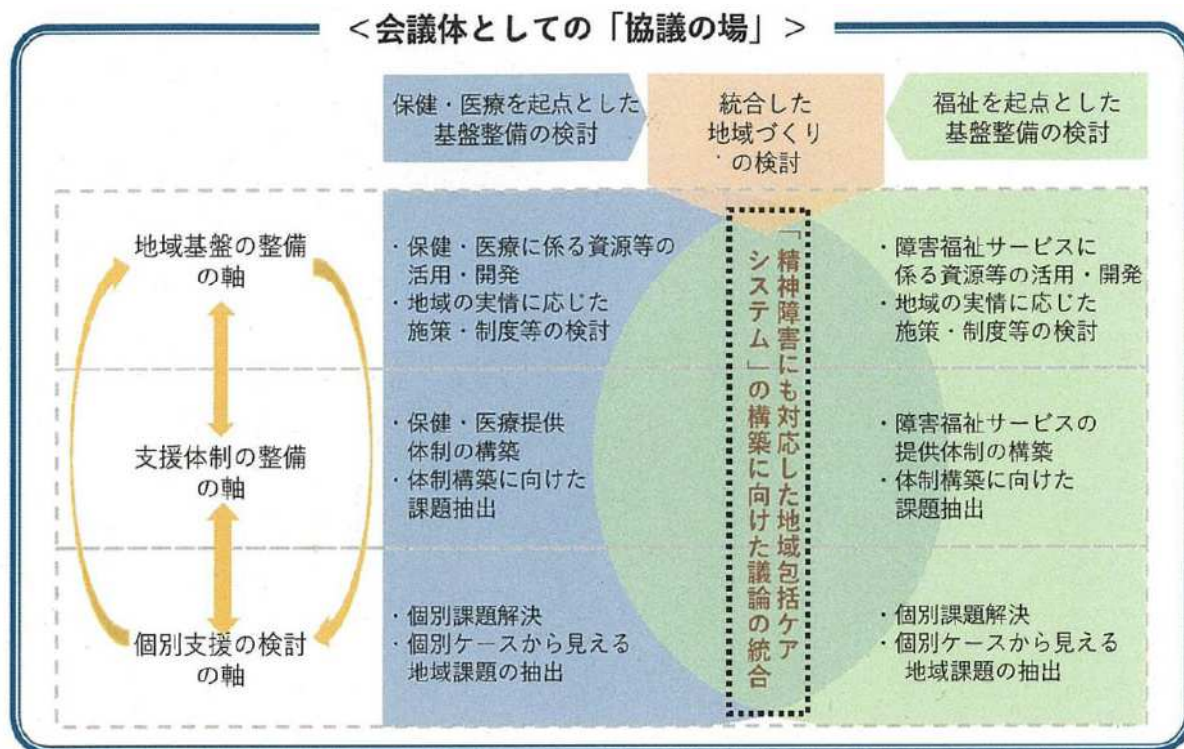 ＜会議体としての「協議の場」＞
保健・医療を起点とした
基盤整備の検討
統合した
地域づくり
の検討
福祉を起点とした
基盤整備の検討
地域基盤の整備
の軸
・保健・医療に係る資源等の
活用・開発
・地域の実情に応じた
施策・制度等の検討
「精神障害にも対応した地域包括ケア
システム」の構築に向けた議論の統合
・障害福祉サービスに
係る資源等の活用・開発
・地域の実情に応じた
施策・制度等の検討
支援体制の整備
の軸
・保健・医療提供
体制の構築
・体制構築に向けた
課題抽出
・障害福祉サービスの
提供体制の構築
・体制構築に向けた
課題抽出
個別支援の検討
の軸
・個別課題解決
・個別ケースから見える
地域課題の抽出
・個別課題解決
・個別ケースから見える
地域課題の抽出